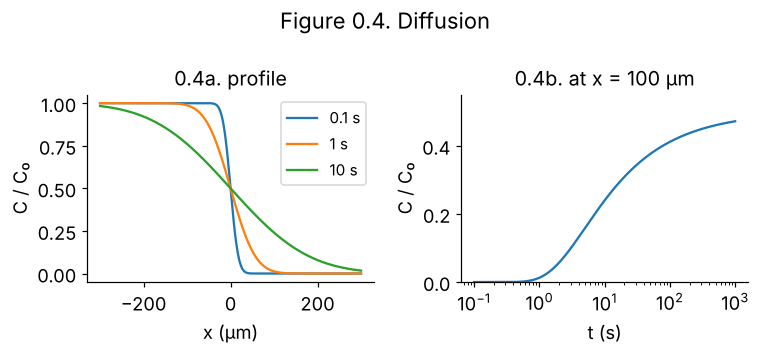 Figure 0.4. Diffusion
0.4a. profile
C / C₀
1.00
0.75
0.50
0.25
0.00
0.1 s
1 s
10 s
−200
0
200
x (µm)
0.4b. at x = 100 µm
C / C₀
0.4
0.2
0.0
10⁻¹
10⁰
10¹
10²
10³
t (s)